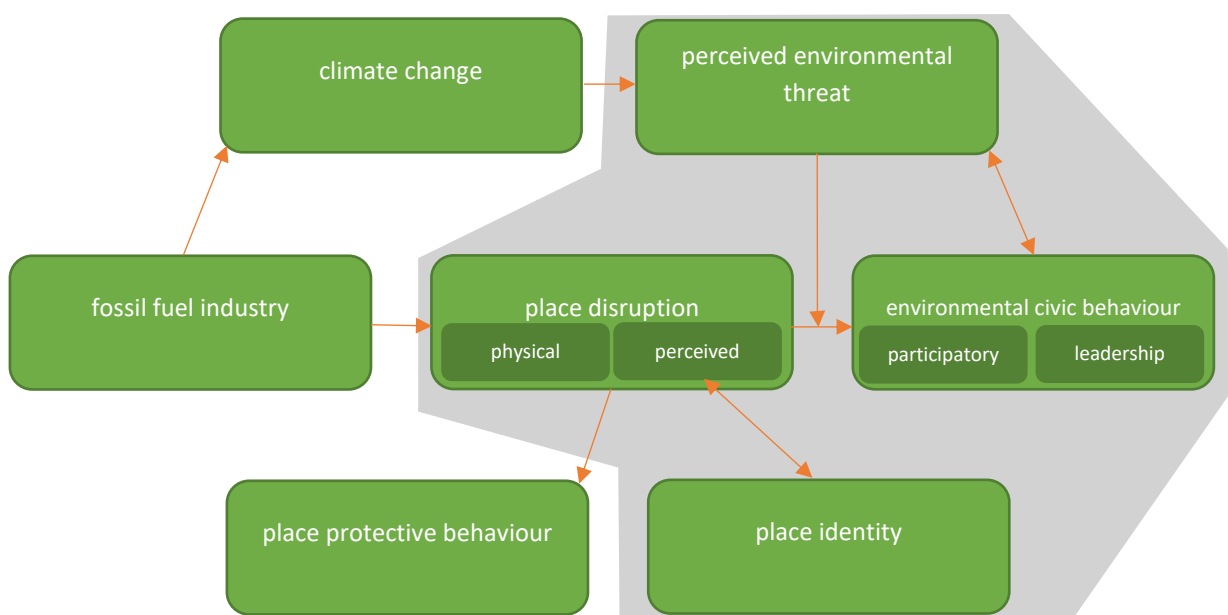 climate change
perceived environmental
threat
fossil fuel industry
place disruption
physical
perceived
environmental civic behaviour
participatory
leadership
place protective behaviour
place identity